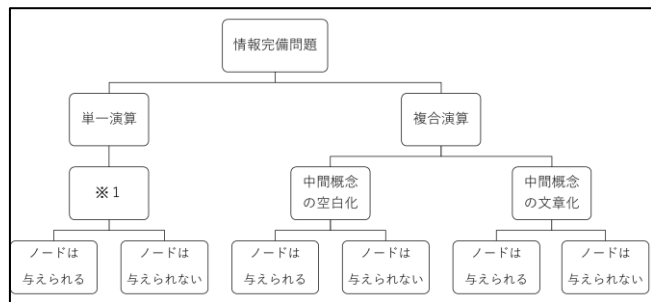 情報完備問題
単一演算
複合演算
※1
中間概念
の空白化
中間概念
の文章化
ノードは
与えられる
ノードは
与えられない
ノードは
与えられる
ノードは
与えられない
ノードは
与えられる
ノードは
与えられない